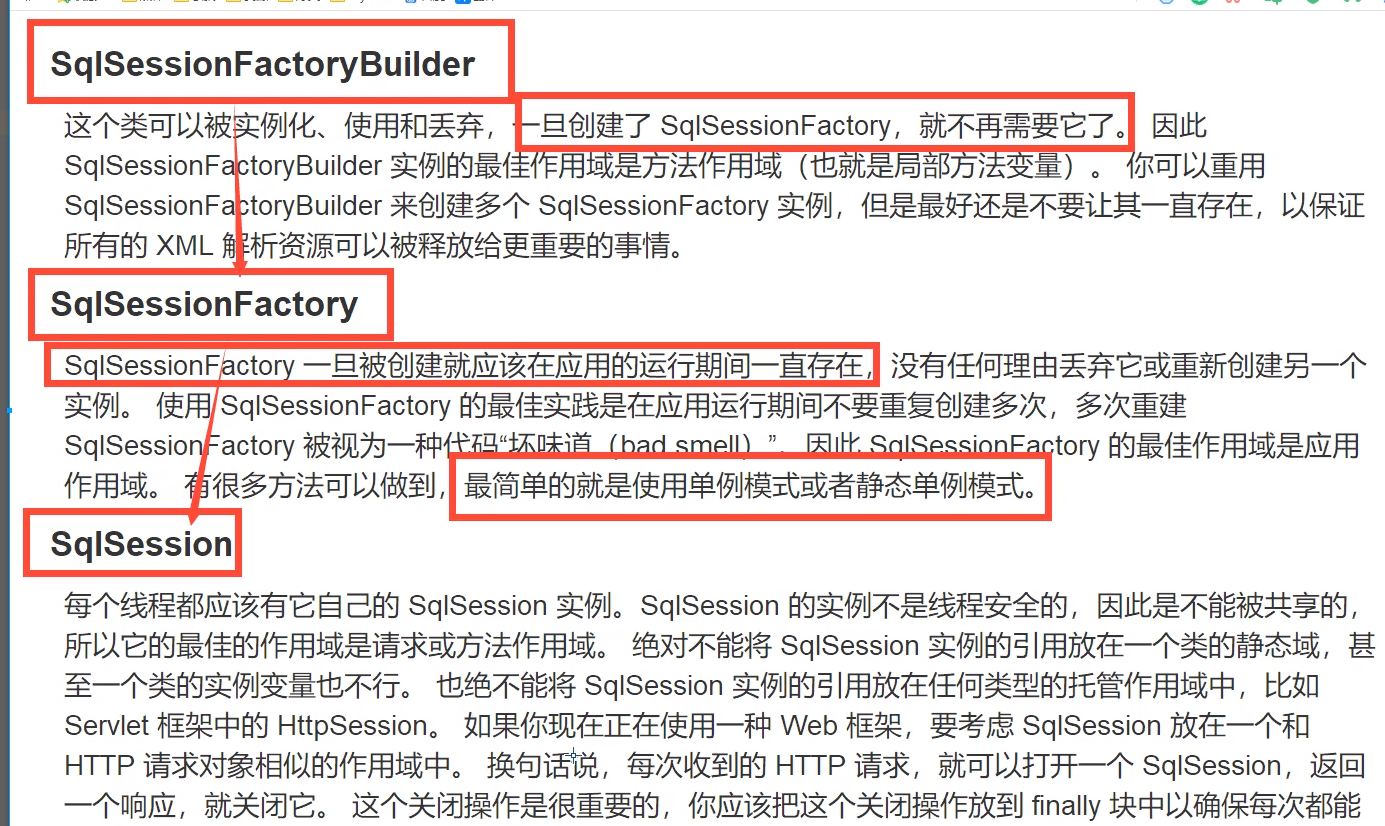 SqlSessionFactoryBuilder
这个类可以被实例化、使用和丢弃，一旦创建了 SqlSessionFactory，就不再需要它了。 因此
SqlSessionFactoryBuilder 实例的最佳作用域是方法作用域（也就是局部方法变量）。 你可以重用
SqlSessionFactoryBuilder 来创建多个 SqlSessionFactory 实例，但是最好还是不要让其一直存在，以保证
所有的 XML 解析资源可以被释放给更重要的事情。
SqlSessionFactory
SqlSessionFactory 一旦被创建就应该在应用的运行期间一直存在，没有任何理由丢弃它或重新创建另一个
实例。 使用 SqlSessionFactory 的最佳实践是在应用运行期间不要重复创建多次，多次重建
SqlSessionFactory 被视为一种代码“坏味道（bad smell）”。因此 SqlSessionFactory 的最佳作用域是应用
作用域。 有很多方法可以做到，最简单的就是使用单例模式或者静态单例模式。
SqlSession
每个线程都应该有它自己的 SqlSession 实例。SqlSession 的实例不是线程安全的，因此是不能被共享的，
所以它的最佳的作用域是请求或方法作用域。 绝对不能将 SqlSession 实例的引用放在一个类的静态域，甚
至一个类的实例变量也不行。 也绝不能将 SqlSession 实例的引用放在任何类型的托管作用域中，比如
Servlet 框架中的 HttpSession。 如果你现在正在使用一种 Web 框架，要考虑 SqlSession 放在一个和
HTTP 请求对象相似的作用域中。 换句话说，每次收到的 HTTP 请求，就可以打开一个 SqlSession，返回
一个响应，就关闭它。 这个关闭操作是很重要的，你应该把这个关闭操作放到 finally 块中以确保每次都能